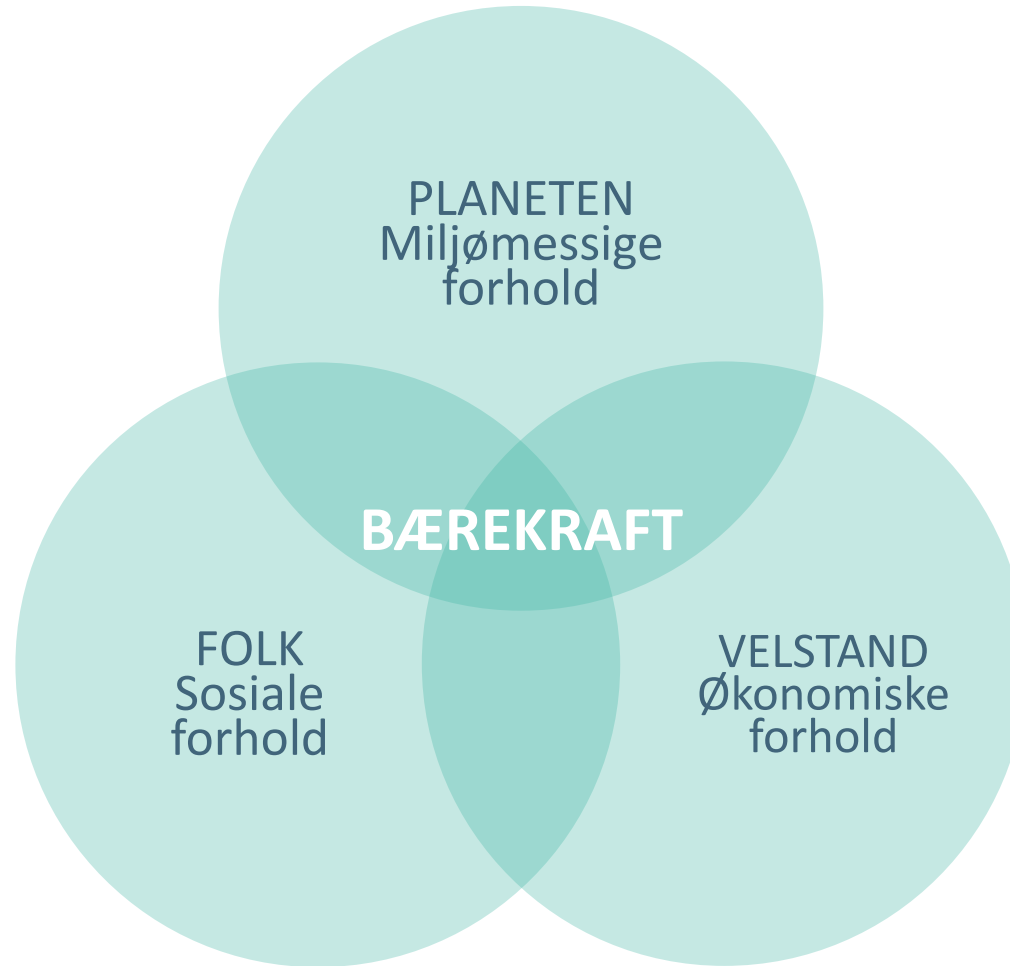 PLANETEN
Miljømessige
forhold
BÆREKRAFT
FOLK
Sosiale
forhold
VELSTAND
Økonomiske
forhold